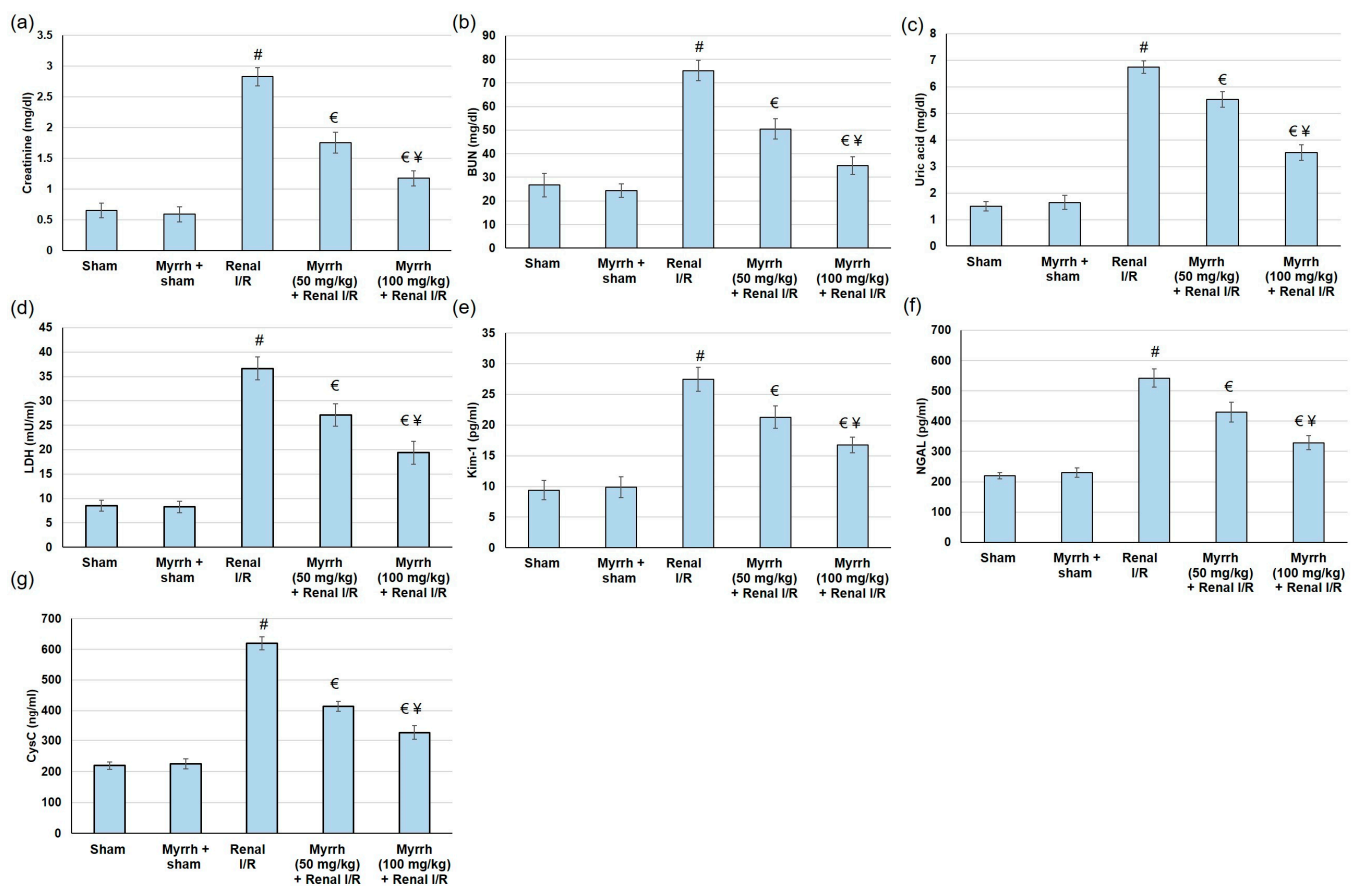 (a)
Creatinine (mg/dl)
3.5
3
2.5
2
1.5
1
0.5
0
#
€
€ ¥
Sham
Myrrh +
sham
Renal
I/R
Myrrh
(50 mg/kg)
+ Renal I/R
Myrrh
(100 mg/kg)
+ Renal I/R
(b)
BUN (mg/dl)
90
80
70
60
50
40
30
20
10
0
#
€
€ ¥
Sham
Myrrh +
sham
Renal
I/R
Myrrh
(50 mg/kg)
+ Renal I/R
Myrrh
(100 mg/kg)
+ Renal I/R
(c)
Uric acid (mg/dl)
8
7
6
5
4
3
2
1
0
#
€
€ ¥
Sham
Myrrh +
sham
Renal
I/R
Myrrh
(50 mg/kg)
+ Renal I/R
Myrrh
(100 mg/kg)
+ Renal I/R
(d)
LDH (mU/ml)
45
40
35
30
25
20
15
10
5
0
#
€
€ ¥
Sham
Myrrh +
sham
Renal
I/R
Myrrh
(50 mg/kg)
+ Renal I/R
Myrrh
(100 mg/kg)
+ Renal I/R
(e)
Kim-1 (pg/ml)
35
30
25
20
15
10
5
0
#
€
€ ¥
Sham
Myrrh +
sham
Renal
I/R
Myrrh
(50 mg/kg)
+ Renal I/R
Myrrh
(100 mg/kg)
+ Renal I/R
(f)
NGAL (pg/ml)
700
600
500
400
300
200
100
0
#
€
€ ¥
Sham
Myrrh +
sham
Renal
I/R
Myrrh
(50 mg/kg)
+ Renal I/R
Myrrh
(100 mg/kg)
+ Renal I/R
(g)
CysC (ng/ml)
700
600
500
400
300
200
100
0
#
€
€ ¥
Sham
Myrrh +
sham
Renal
I/R
Myrrh
(50 mg/kg)
+ Renal I/R
Myrrh
(100 mg/kg)
+ Renal I/R